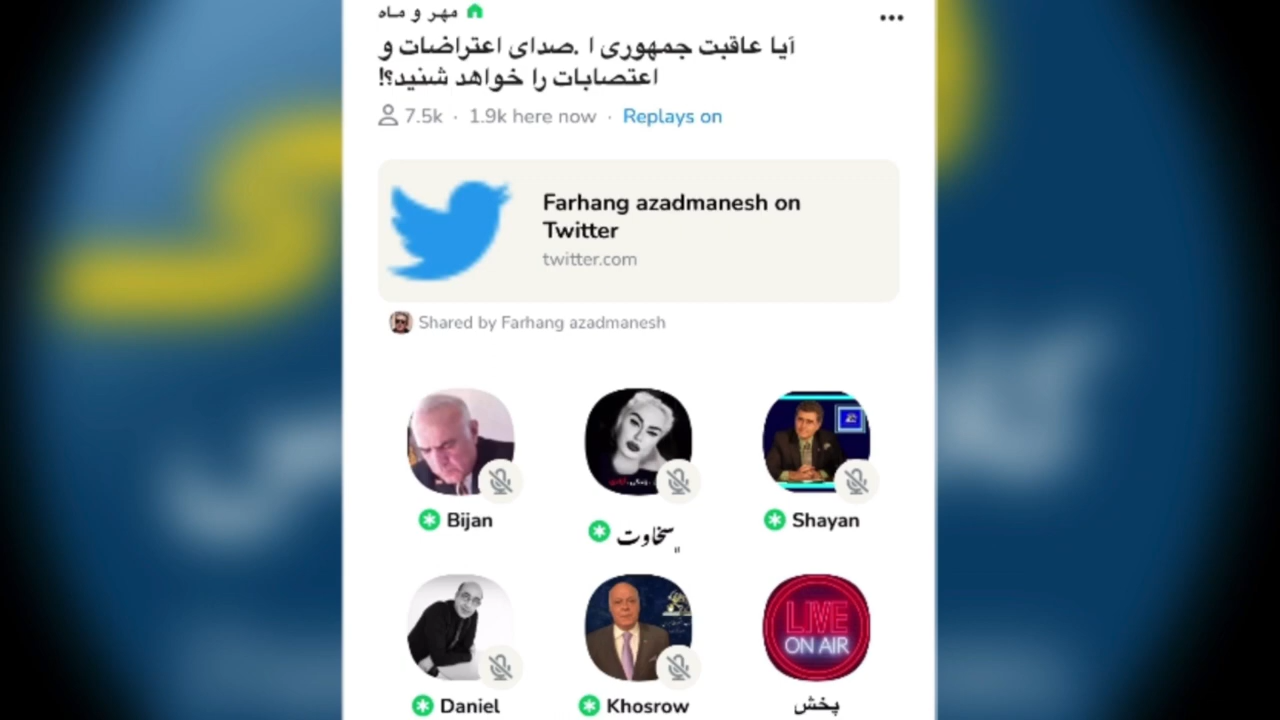 مهر و ماه
آیا عاقبت جمهوری ا .صدای اعتراضات و
اعتصابات را خواهد شنید؟!
7.5k · 1.9k here now · Replays on
Farhang azadmanesh on
Twitter
twitter.com
Shared by Farhang azadmanesh
Bijan
سخاوت
Shayan
LIVE
ON AIR
Daniel
Khosrow
پخش